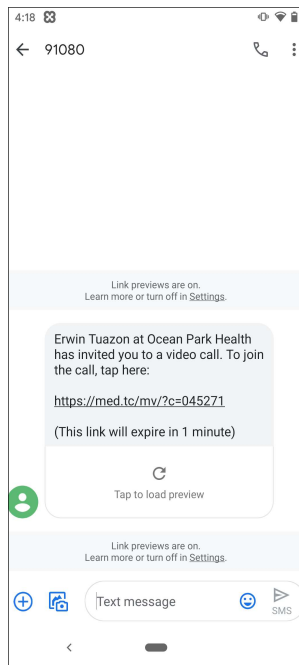 4:18
91080
Link previews are on.
Learn more or turn off in Settings.
Erwin Tuazon at Ocean Park Health
has invited you to a video call. To join
the call, tap here:
https://med.tc/mv/?c=045271
(This link will expire in 1 minute)
Tap to load preview
Link previews are on.
Learn more or turn off in Settings.
Text message
SMS